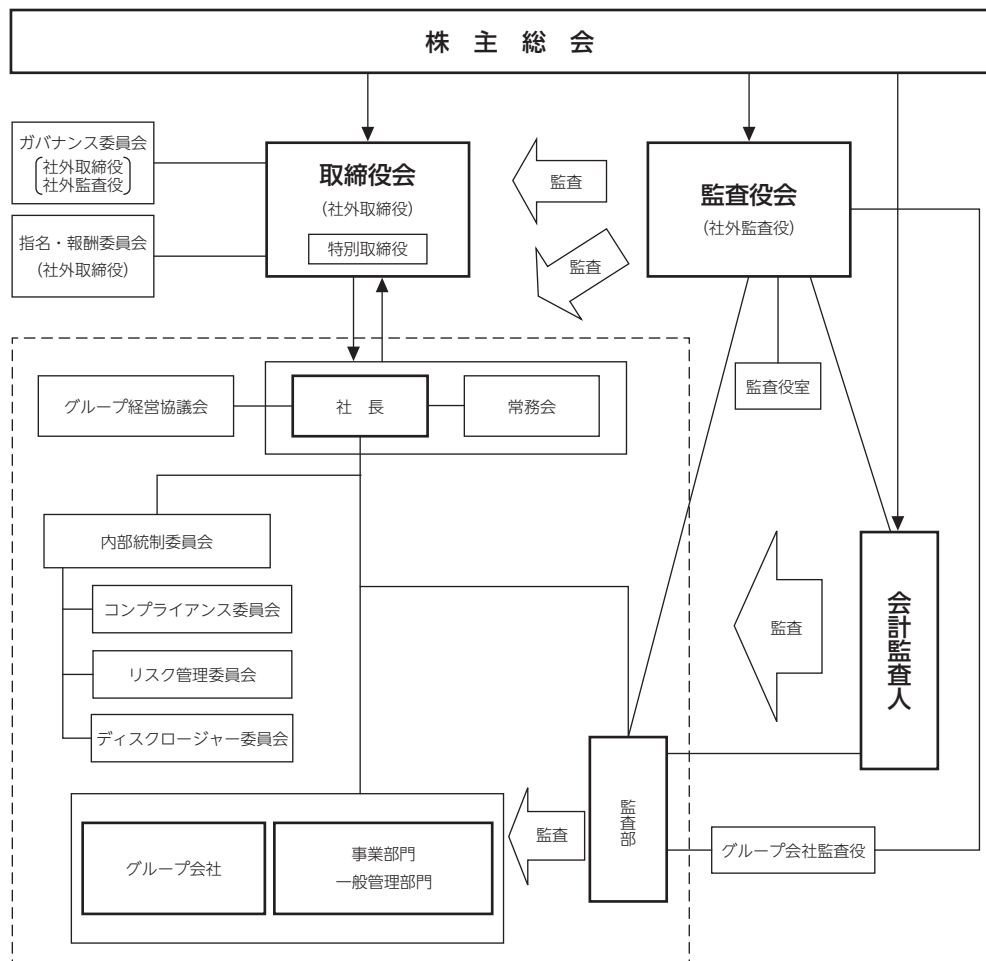 株主総会
ガバナンス委員会
社外取締役
社外監査役
指名・報酬委員会
(社外取締役)
取締役会
(社外取締役)
特別取締役
監査
監査
監査役会
(社外監査役)
監査役室
グループ経営協議会
社 長
常務会
内部統制委員会
コンプライアンス委員会
リスク管理委員会
ディスクロージャー委員会
監査
会計監査人
グループ会社
事業部門
一般管理部門
監査
監査部
グループ会社監査役